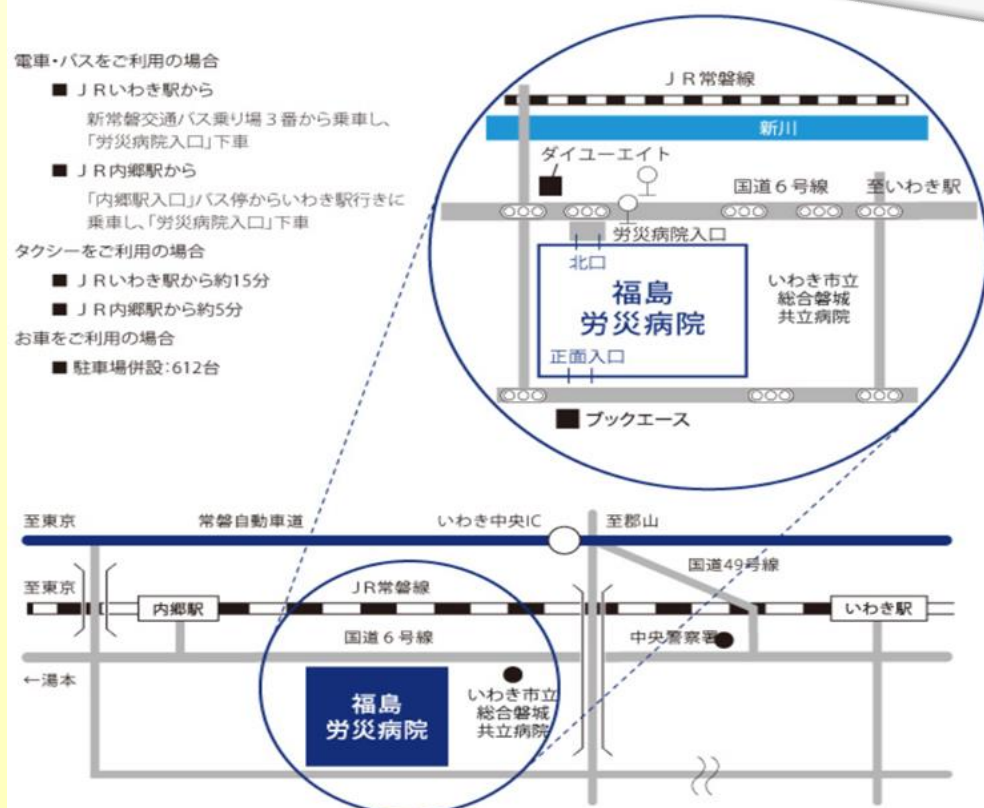 電車・バスをご利用の場合
■ JRいわき駅から
新常磐交通バス乗り場3番から乗車し、
「労災病院入口」下車
■ JR内郷駅から
「内郷駅入口」バス停からいわき駅行きに
乗車し、「労災病院入口」下車
タクシーをご利用の場合
■ JRいわき駅から約15分
■ JR内郷駅から約5分
お車をご利用の場合
■ 駐車場併設:612台
JR常磐線
新川
ダイユーエイト
国道6号線
至いわき駅
労災病院入口
北口
福島
労災病院
いわき市立
総合磐城
共立病院
正面入口
ブックエース
至東京
常磐自動車道
いわき中央IC
至郡山
国道49号線
至東京
JR常磐線
内郷駅
いわき駅
国道6号線
中央警察署
←湯本
福島
労災病院
いわき市立
総合磐城
共立病院